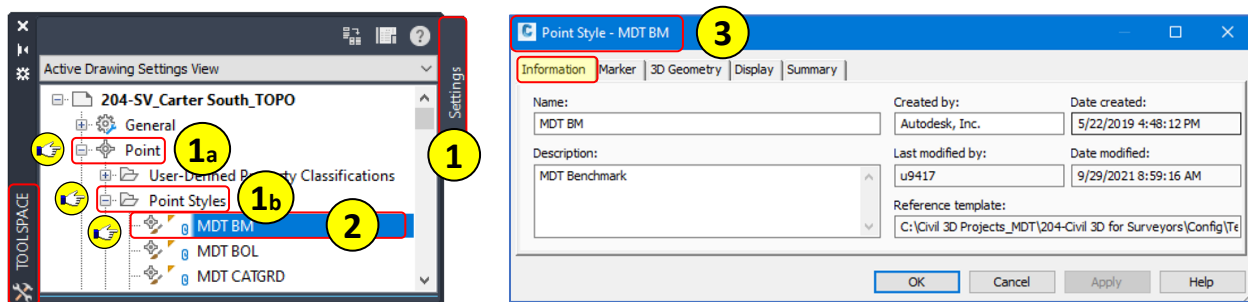 Active Drawing Settings View
204-SV_Carter South_TOPO
General
Point
1a
User-Defined Property Classifications
Point Styles
1b
MDT BM
2
MDT BOL
MDT CATGRD
TOOLSPACE
Settings
1
Point Style - MDT BM
3
Information
Marker
3D Geometry
Display
Summary
Name:
MDT BM
Description:
MDT Benchmark
Created by:
Autodesk, Inc.
Date created:
5/22/2019 4:48:12 PM
Last modified by:
u9417
Date modified:
9/29/2021 8:59:16 AM
Reference template:
C:\Civil 3D Projects_MDT\204-Civil 3D for Surveyors\Config\Te
OK
Cancel
Apply
Help